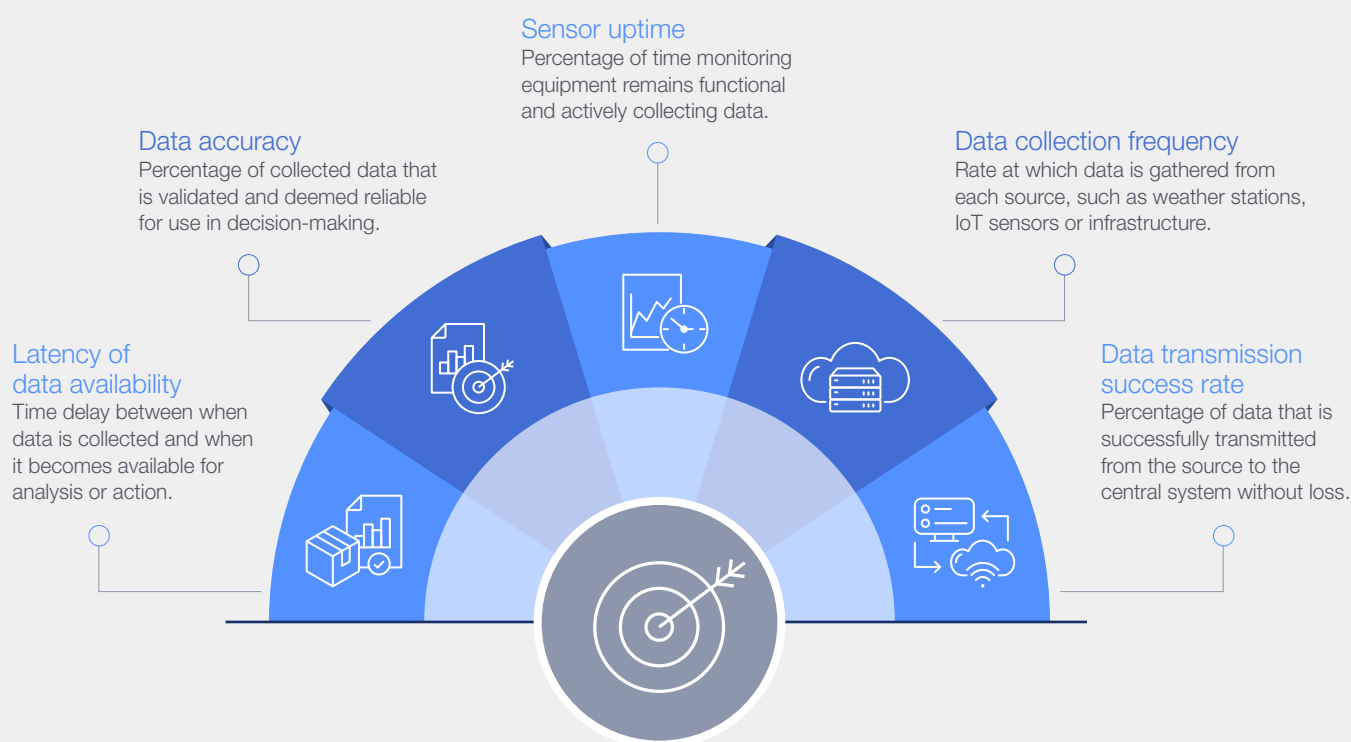 Sensor uptime
Percentage of time monitoring
equipment remains functional
and actively collecting data.
Data accuracy
Percentage of collected data that
is validated and deemed reliable
for use in decision-making.
Data collection frequency
Rate at which data is gathered from
each source, such as weather stations,
IoT sensors or infrastructure.
Latency of
data availability
Time delay between when
data is collected and when
it becomes available for
analysis or action.
Data transmission
success rate
Percentage of data that is
successfully transmitted
from the source to the
central system without loss.